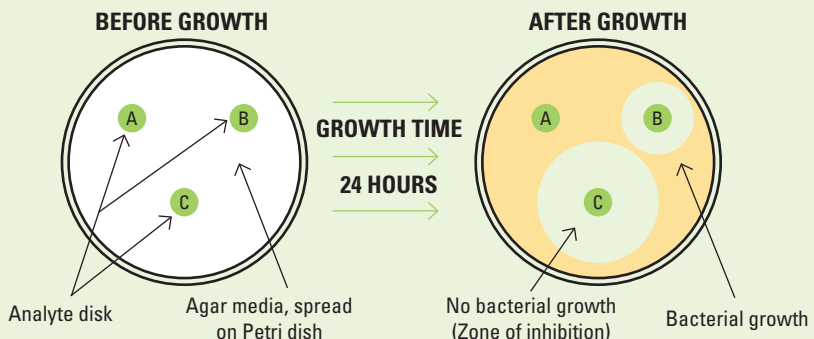 BEFORE GROWTH
A
B
C
Analyte disk
Agar media, spread
on Petri dish
GROWTH TIME
24 HOURS
AFTER GROWTH
A
B
C
No bacterial growth
(Zone of inhibition)
Bacterial growth